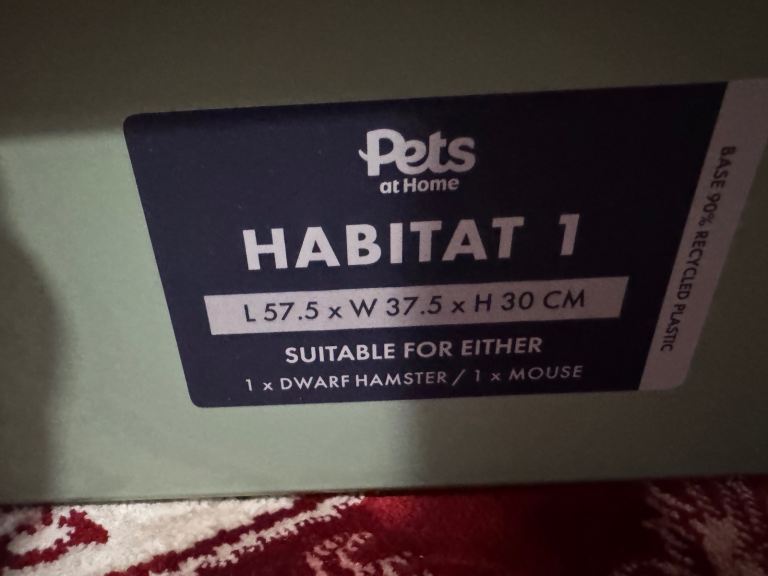 Pets
at Home
HABITAT 1
L 57.5 x W 37.5 x H 30 CM
SUITABLE FOR EITHER
1 x DWARF HAMSTER / 1 x MOUSE
BASE 90% RECYCLED PLASTIC